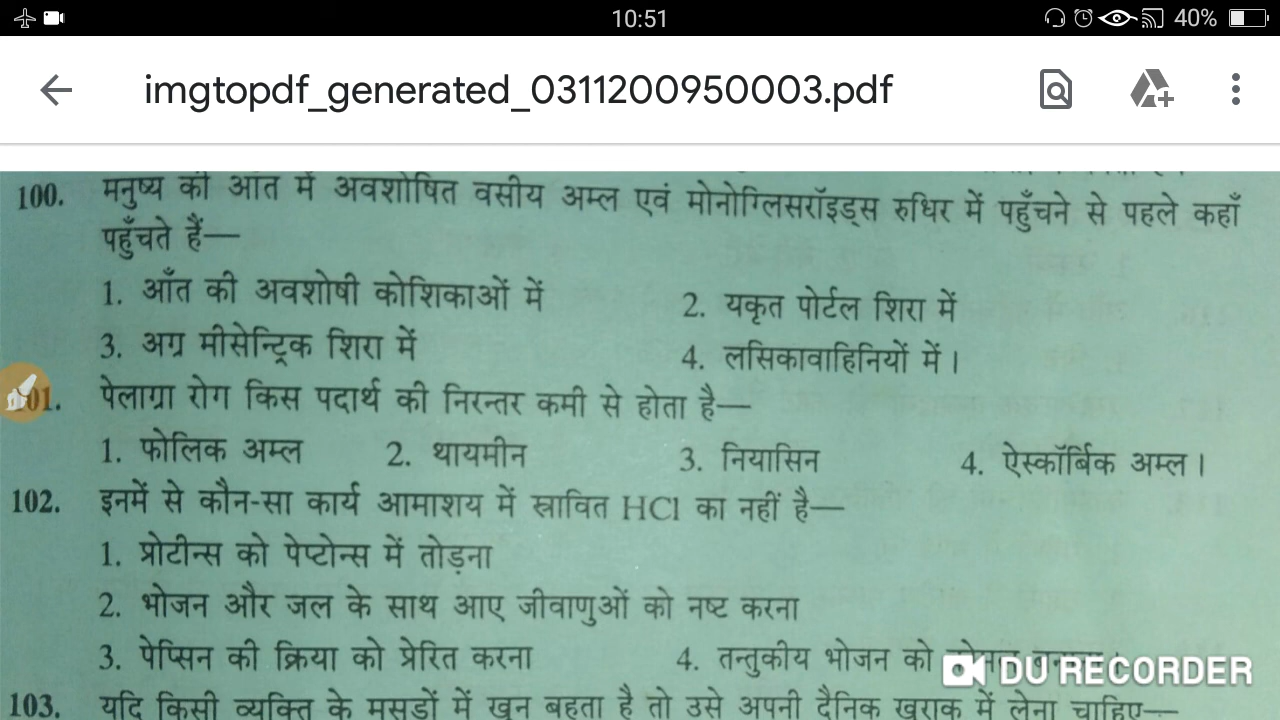 10:51
40%
imgtopdf_generated_0311200950003.pdf
100. मनुष्य की आंत में अवशोषित वसीय अम्ल एवं मोनोग्लिसरॉइड्स रुधिर में पहुँचने से पहले कहाँ
पहुँचते हैं—
1. आँत की अवशोषी कोशिकाओं में 2. यकृत पोर्टल शिरा में
3. अग्र मीसेन्ट्रिक शिरा में 4. लसिकावाहिनियों में।
01. पेलाग्रा रोग किस पदार्थ की निरन्तर कमी से होता है—
1. फोलिक अम्ल 2. थायमीन 3. नियासिन 4. ऐस्कॉर्बिक अम्ल।
102. इनमें से कौन-सा कार्य आमाशय में स्रावित HCl का नहीं है—
1. प्रोटीन्स को पेप्टोन्स में तोड़ना
2. भोजन और जल के साथ आए जीवाणुओं को नष्ट करना
3. पेप्सिन की क्रिया को प्रेरित करना 4. तन्तुकीय भोजन को
DU RECORDER
103. यदि किसी व्यक्ति के मसूड़ों में खून बहता है तो उसे अपनी दैनिक खुराक में लेना चाहिए—